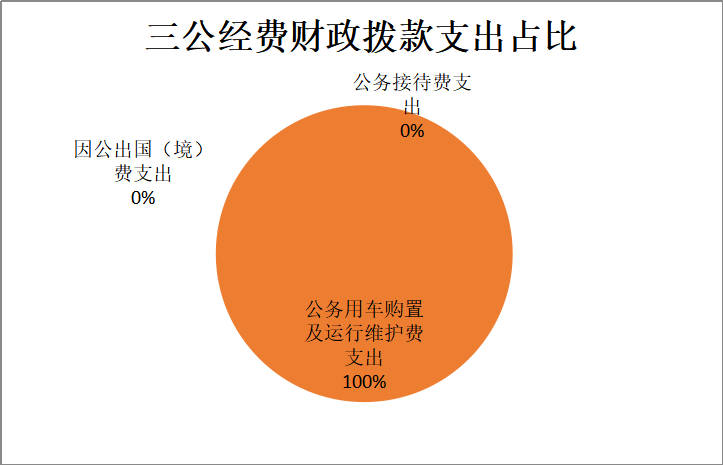 三公经费财政拨款支出占比
公务接待费支
出
0%
因公出国（境）
费支出
0%
公务用车购置
及运行维护费
支出
100%